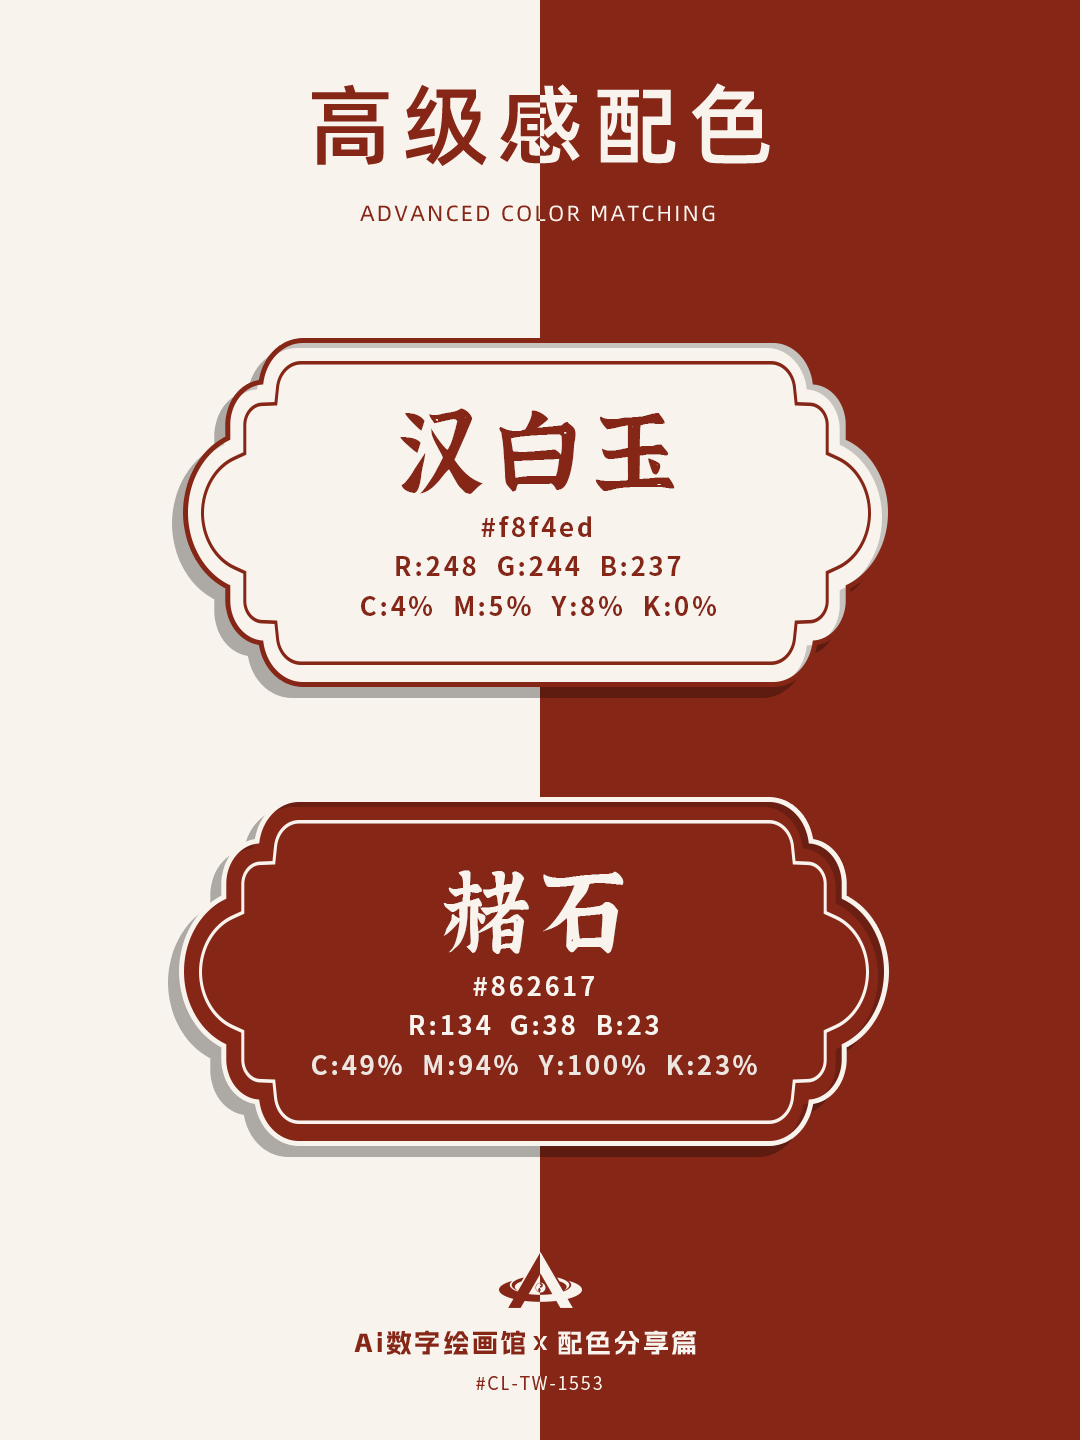 高级感配色
ADVANCED COLOR MATCHING
汉白玉
#f8f4ed
R:248 G:244 B:237
C:4% M:5% Y:8% K:0%
赭石
#862617
R:134 G:38 B:23
C:49% M:94% Y:100% K:23%
Ai数字绘画馆 x 配色分享篇
#CL-TW-1553